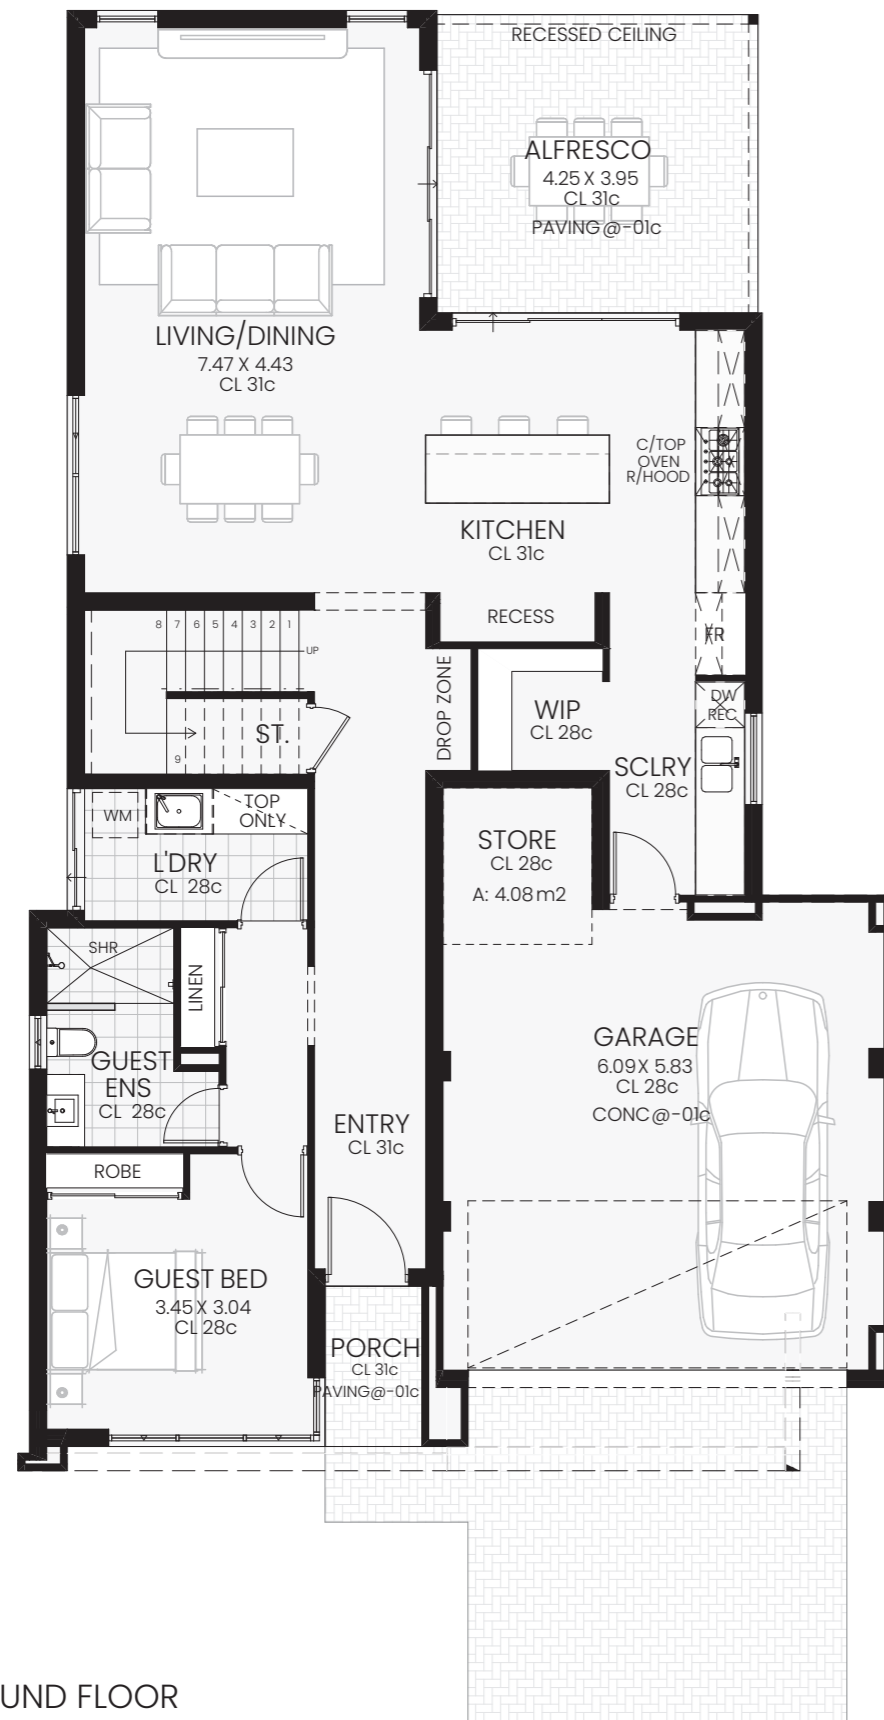 RECESSED CEILING
ALFRESCO
4.25 X 3.95
CL 31c
PAVING@-01c
LIVING/DINING
7.47 X 4.43
CL 31c
C/TOP
OVEN
R/HOOD
KITCHEN
CL 31c
RECESS
FR
8 7 6 5 4 3 2 1
UP
DROP ZONE
WIP
CL 28c
DW
REC
ST.
9
SCLRY
CL 28c
WM
TOP
ONLY
L'DRY
CL 28c
STORE
CL 28c
A: 4.08m2
SHR
LINEN
GUEST
ENS
CL 28c
GARAGE
6.09 X 5.83
CL 28c
CONC@-01c
ENTRY
CL 31c
ROBE
GUEST BED
3.45 X 3.04
CL 28c
PORCH
CL 31c
PAVING@-01c
UND FLOOR